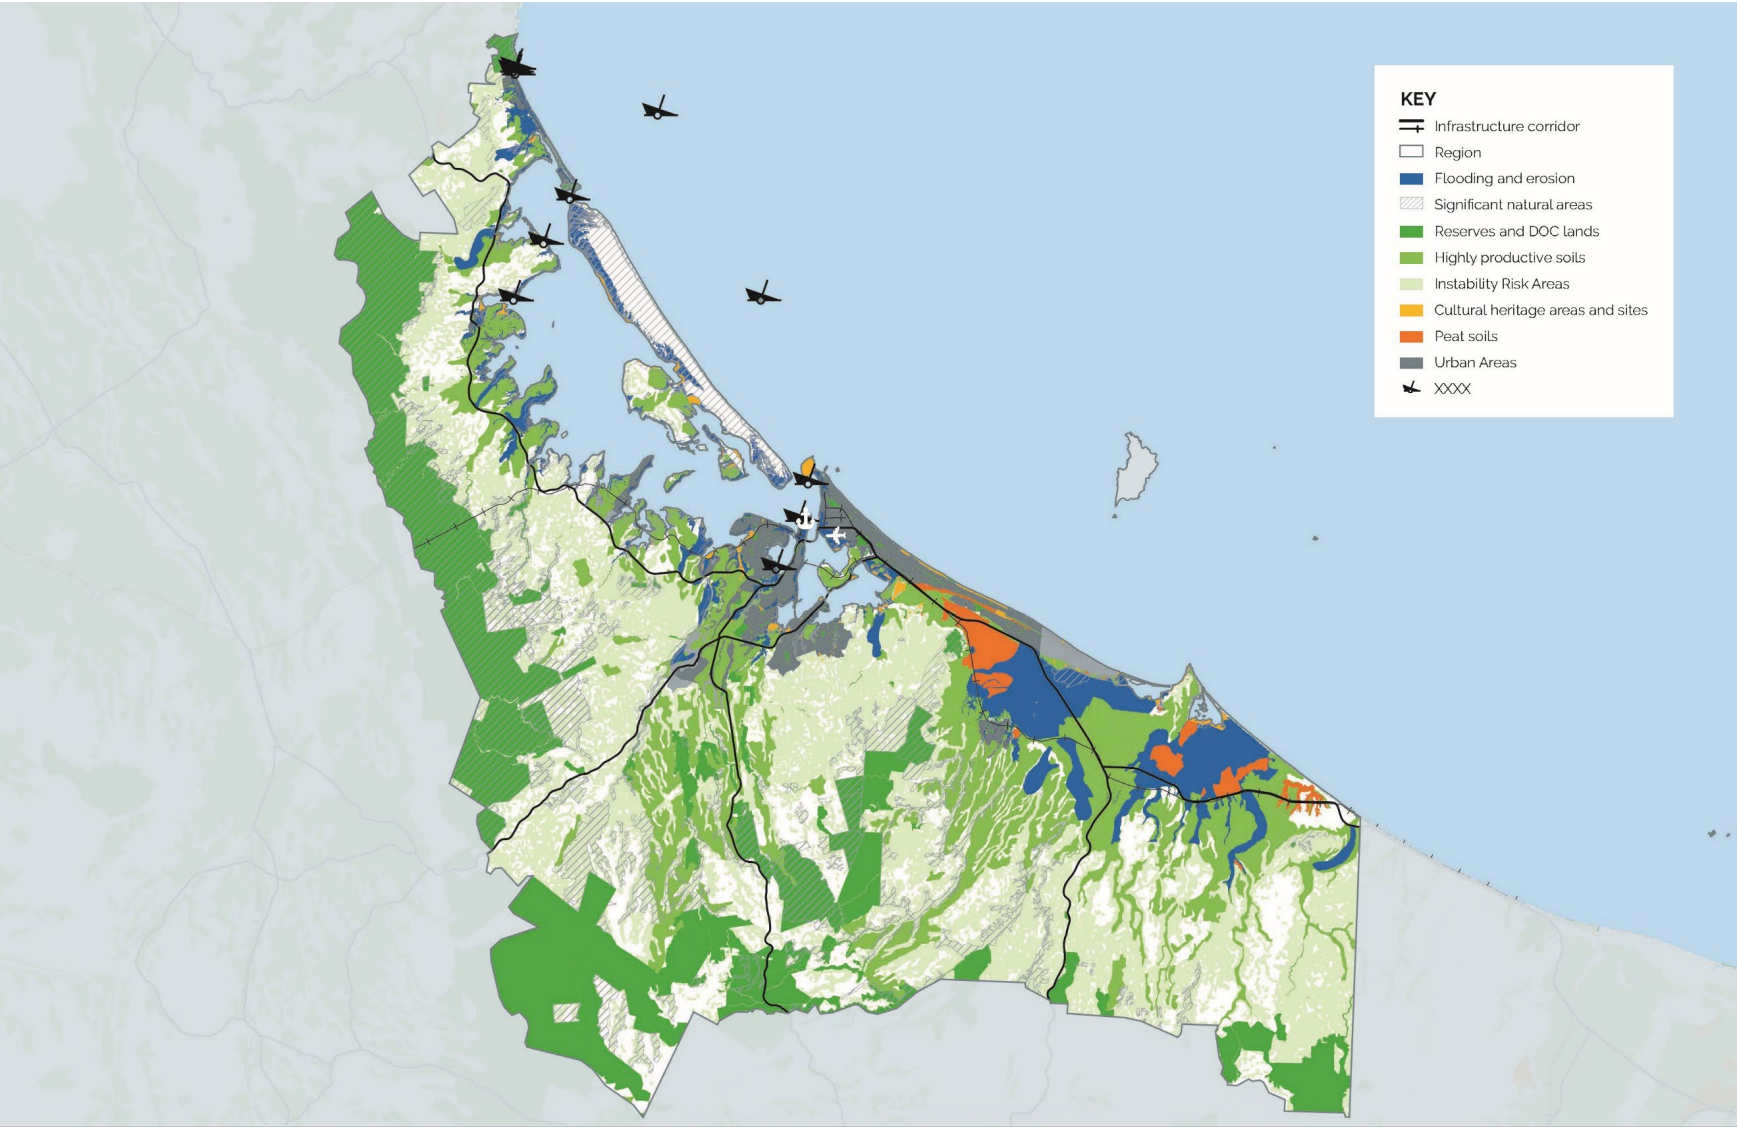 KEY
Infrastructure corridor
Region
Flooding and erosion
Significant natural areas
Reserves and DOC lands
Highly productive soils
Instability Risk Areas
Cultural heritage areas and sites
Peat soils
Urban Areas
XXXX